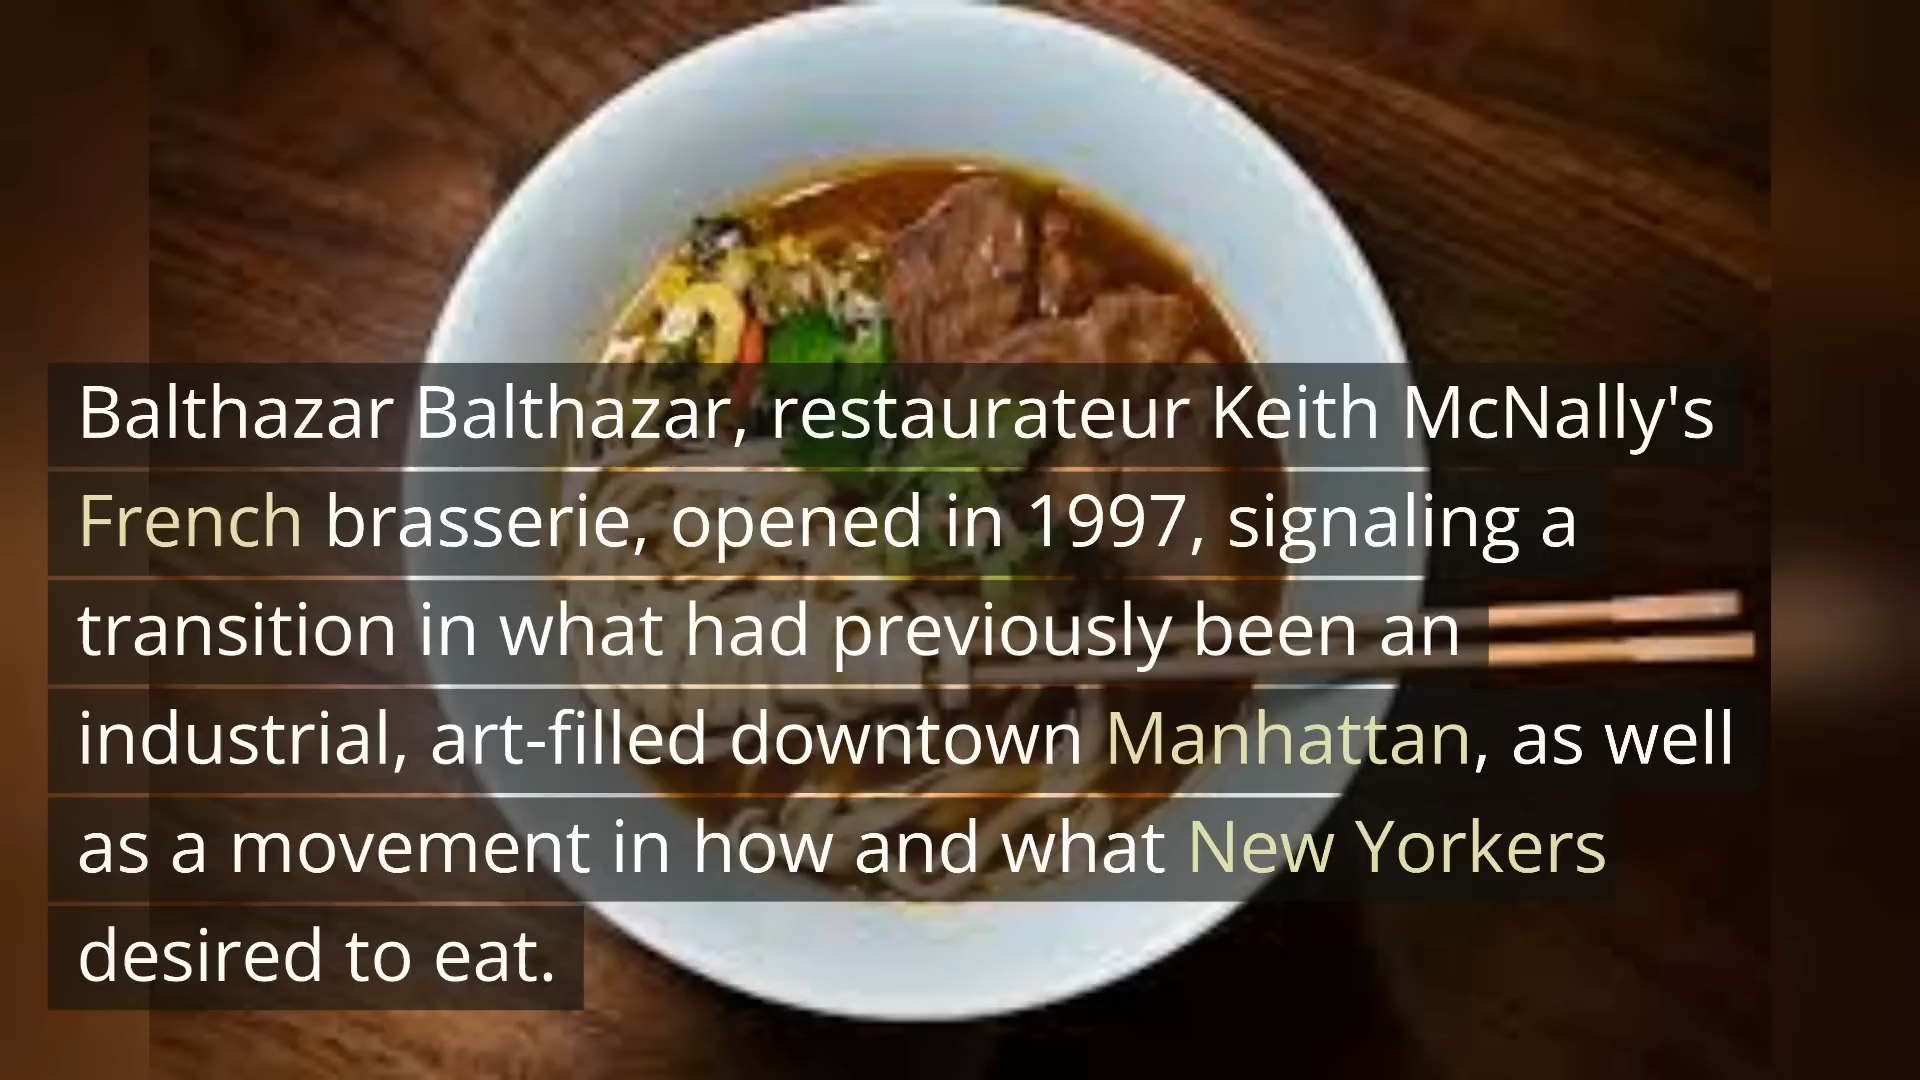 Balthazar Balthazar, restaurateur Keith McNally's
French brasserie, opened in 1997, signaling a
transition in what had previously been an
industrial, art-filled downtown Manhattan, as well
as a movement in how and what New Yorkers
desired to eat.